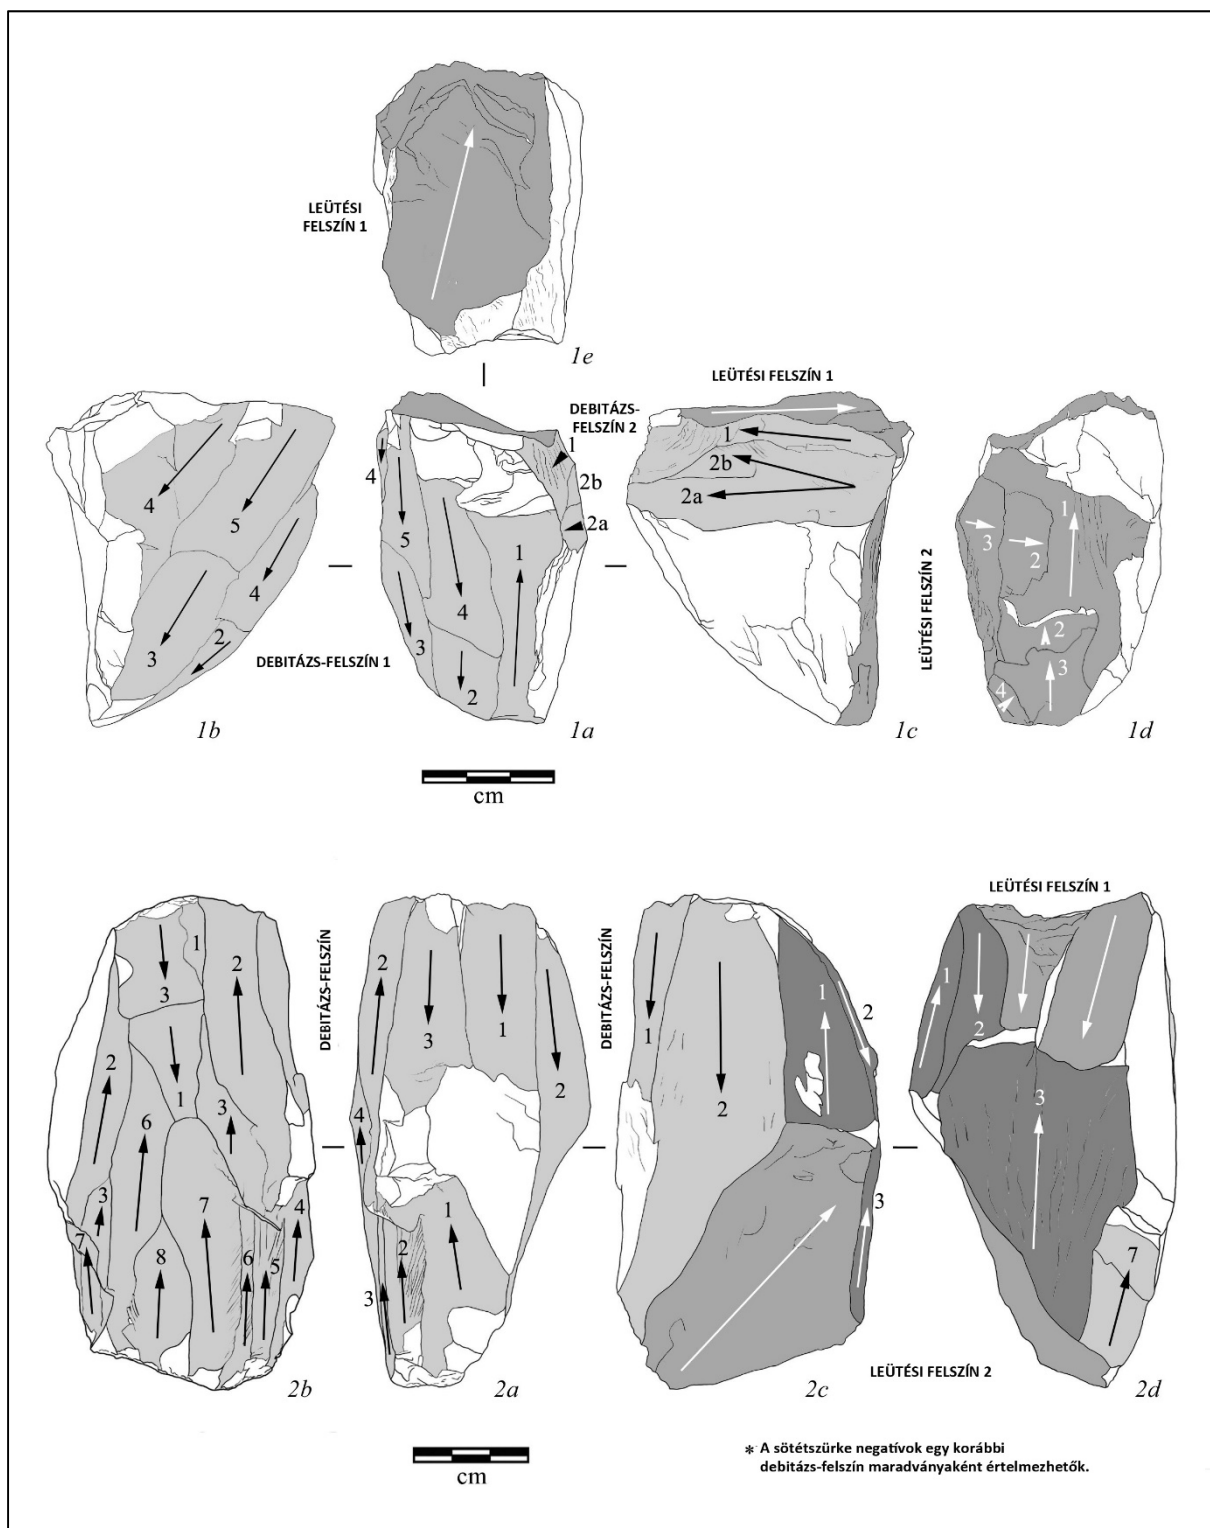 LEÜTÉSI
FELSZÍN 1
1e
LEÜTÉSI FELSZÍN 1
DEBITÁZS-
FELSZÍN 2
4
5
4
3
2
DEBITÁZS-FELSZÍN 1
1b
4
5
3
4
2
1
1
2b
2a
1a
1
2b
2a
1c
LEÜTÉSI FELSZÍN 2
3
2
1
2
3
4
1d
cm
1
3
2
2
1
3
6
3
7
7
8
6
5
4
2b
DEBITÁZS-FELSZÍN
2
3
1
2
4
1
2
3
2a
DEBITÁZS-FELSZÍN
1
2
1
2
3
2c
LEÜTÉSI FELSZÍN 2
LEÜTÉSI FELSZÍN 1
1
2
3
7
2d
cm
* A sötétszürke negatívok egy korábbi
debitázs-felszín maradványaként értelmezhetők.